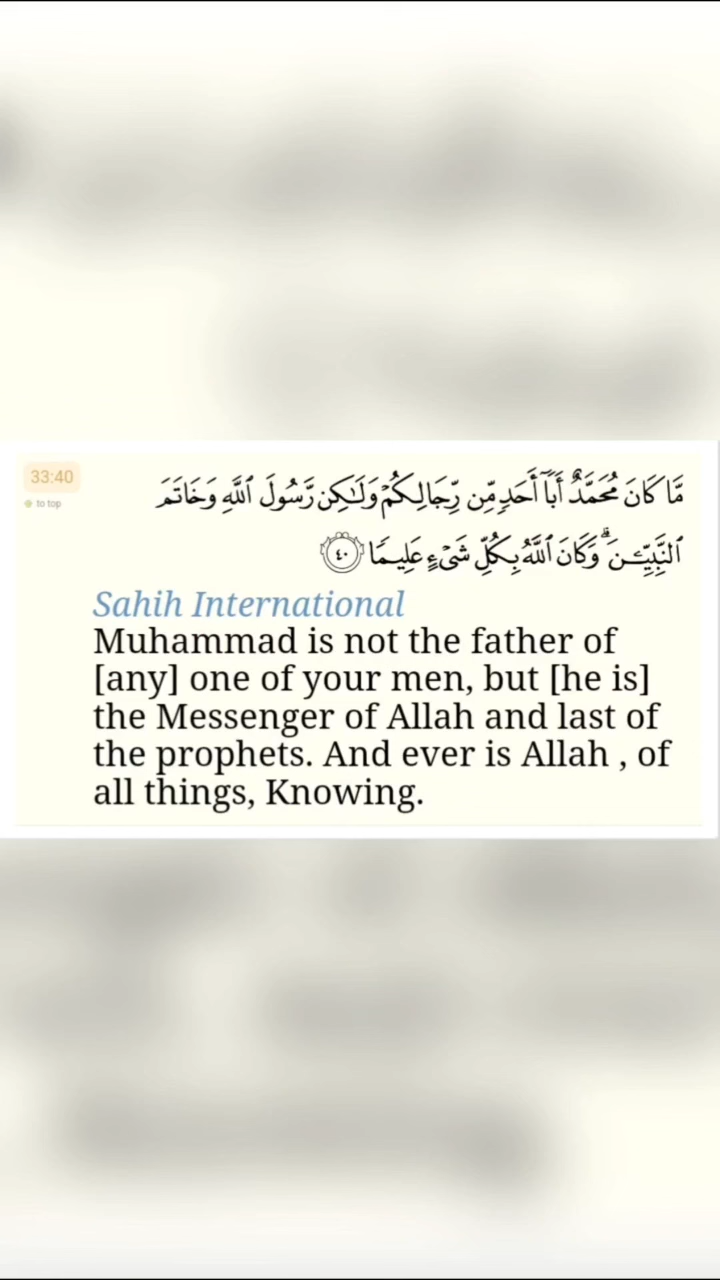 33:40
to top
مَّا كَانَ مُحَمَّدٌ أَبَآ أَحَدٍ مِّن رِّجَالِكُمْ وَلَـٰكِن رَّسُولَ ٱللَّهِ وَخَاتَمَ
ٱلنَّبِيِّـۧنَ ۗ وَكَانَ ٱللَّهُ بِكُلِّ شَىْءٍ عَلِيمًا ٤٠
Sahih International
Muhammad is not the father of
[any] one of your men, but [he is]
the Messenger of Allah and last of
the prophets. And ever is Allah , of
all things, Knowing.